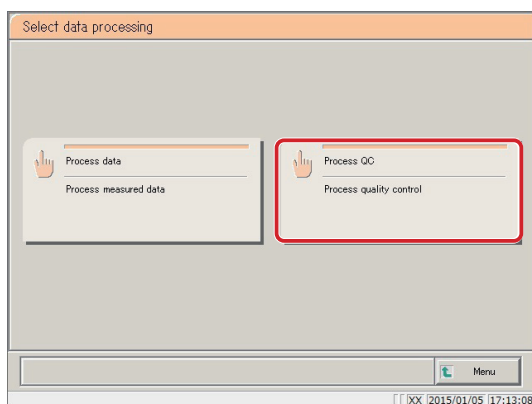 Select data processing
Process data
Process measured data
Process QC
Process quality control
Menu
XX 2015/01/05 17:13:08